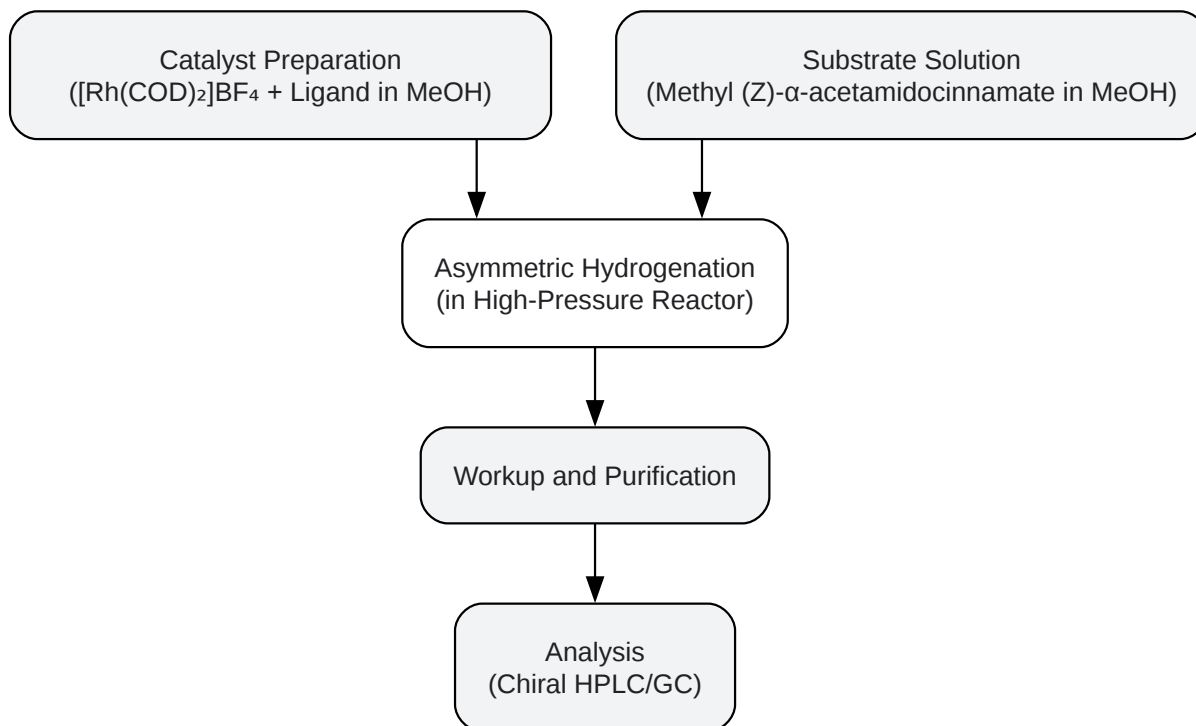 Catalyst Preparation
([Rh(COD)₂]BF₄ + Ligand in MeOH)
Substrate Solution
(Methyl (Z)-α-acetamidocinnamate in MeOH)
Asymmetric Hydrogenation
(in High-Pressure Reactor)
Workup and Purification
Analysis
(Chiral HPLC/GC)